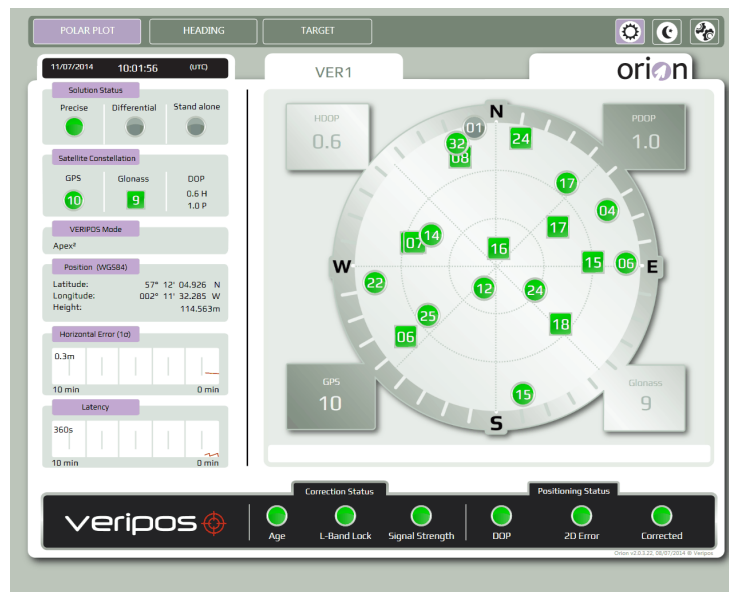 POLAR PLOT HEADING TARGET
11/07/2014 10:01:56 (UTC)
VER1
orion
Solution Status
Precise Differential Stand alone
Satellite Constellation
GPS Glonass DOP
10 9 0.6 H
1.0 P
VERIPOS Mode
Apex²
Position (WGS84)
Latitude: 57° 12' 04.926 N
Longitude: 002° 11' 32.285 W
Height: 114.563m
Horizontal Error (1σ)
0.3m
10 min 0 min
Latency
360s
10 min 0 min
HDOP
0.6
PDOP
1.0
N
01
32
24
08
17
04
17
07 14
16
W
15 06 E
22
12 24
25
18
06
15
S
GPS
10
Glonass
9
veripos
Correction Status
Age L-Band Lock Signal Strength
Positioning Status
DOP 2D Error Corrected
Orion v2.0.1.22, 08/07/2014 ® Veripos